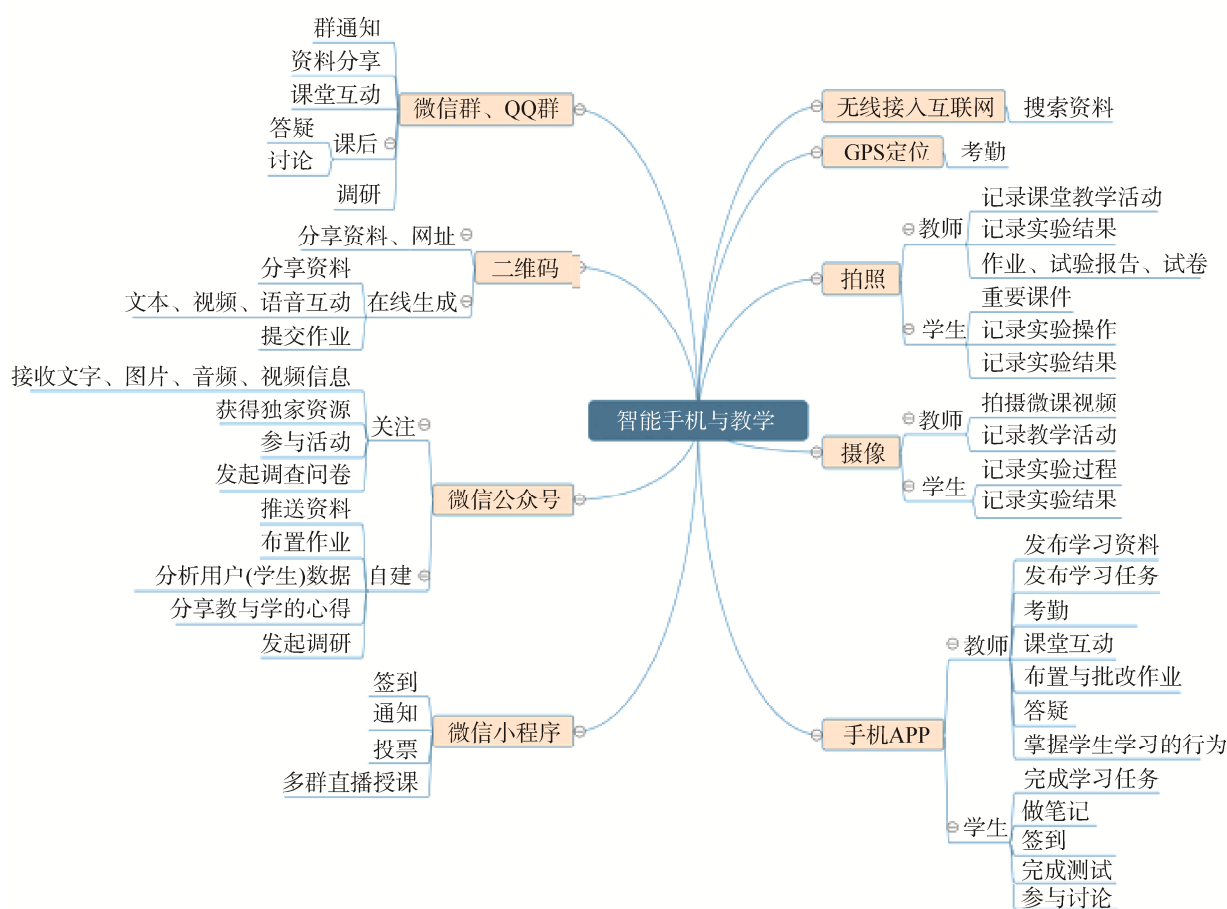 智能手机与教学
微信群、QQ群
群通知
资料分享
课堂互动
课后
答疑
讨论
调研
二维码
分享资料、网址
在线生成
分享资料
文本、视频、语音互动
提交作业
微信公众号
关注
接收文字、图片、音频、视频信息
获得独家资源
参与活动
发起调查问卷
自建
推送资料
布置作业
分析用户(学生)数据
分享教与学的心得
发起调研
微信小程序
签到
通知
投票
多群直播授课
无线接入互联网
搜索资料
GPS定位
考勤
拍照
教师
记录课堂教学活动
记录实验结果
作业、试验报告、试卷
学生
重要课件
记录实验操作
记录实验结果
摄像
教师
拍摄微课视频
记录教学活动
学生
记录实验过程
记录实验结果
手机APP
教师
发布学习资料
发布学习任务
考勤
课堂互动
布置与批改作业
答疑
掌握学生学习的行为
学生
完成学习任务
做笔记
签到
完成测试
参与讨论